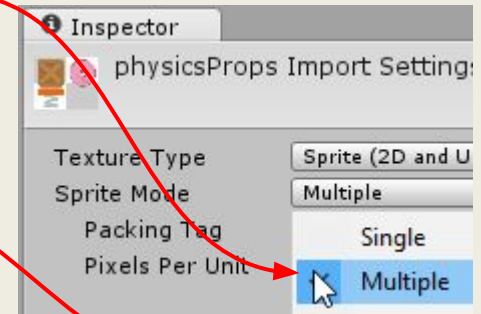 Inspector
physicsProps Import Settings
Texture Type Sprite (2D and U
Sprite Mode Multiple
Packing Tag
Single
Pixels Per Unit
Multiple